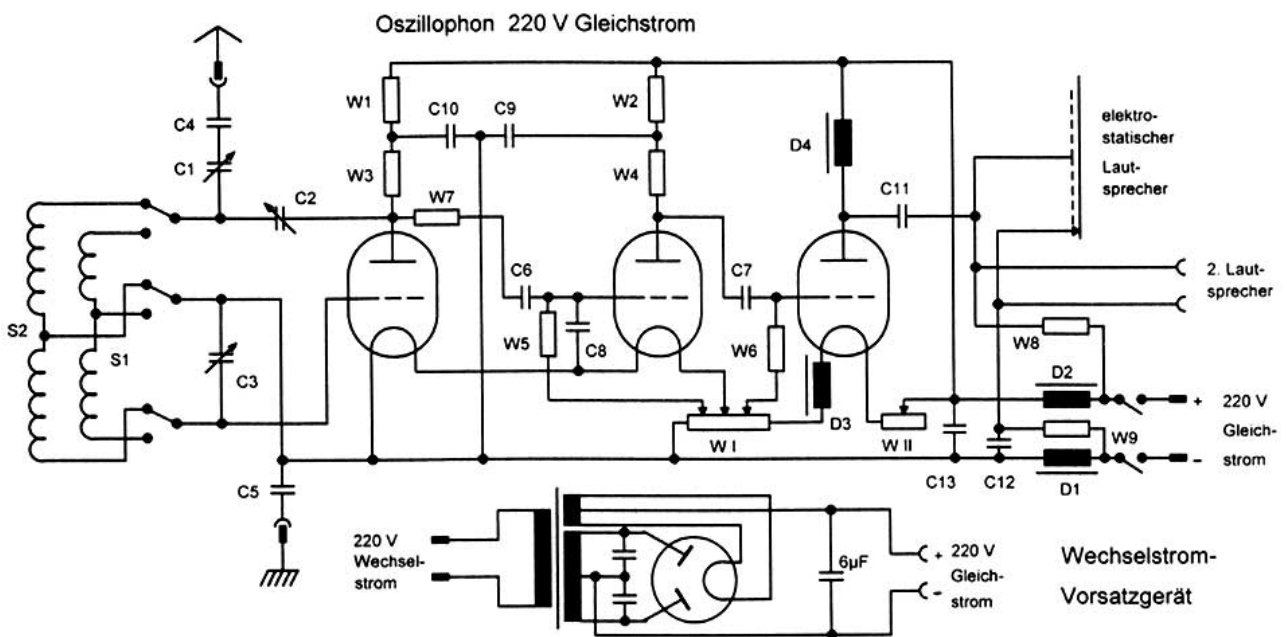 Oszillophon 220 V Gleichstrom
C4
C1
C2
W1
C10
C9
W2
W3
W4
W7
D4
C11
elektro-
statischer
Laut-
sprecher
2. Laut-
sprecher
C6
C7
W5
C8
W6
W8
S2
S1
C3
D3
D2
W I
W II
W9
+ 220 V
Gleich-
– strom
C5
C13
C12
D1
220 V
Wechsel-
strom
6µF
+ 220 V
Gleich-
– strom
Wechselstrom-
Vorsatzgerät